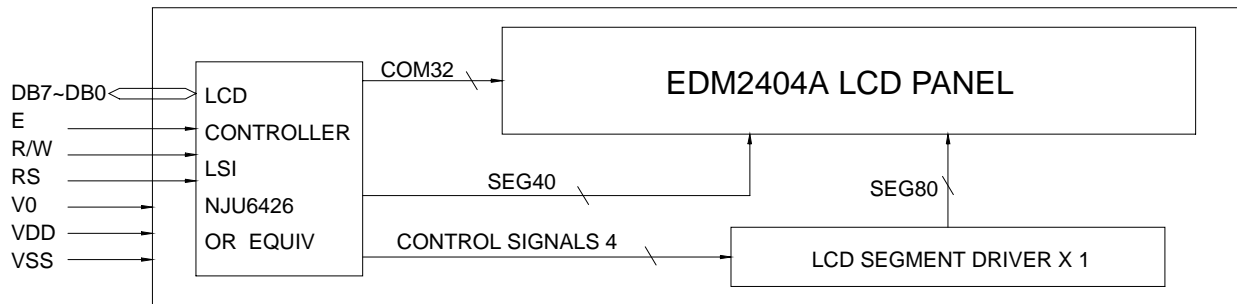 COM32
EDM2404A LCD PANEL
DB7~DB0
LCD
E
CONTROLLER
R/W
LSI
RS
SEG40
SEG80
V0
NJU6426
VDD
OR EQUIV
CONTROL SIGNALS 4
VSS
LCD SEGMENT DRIVER X 1